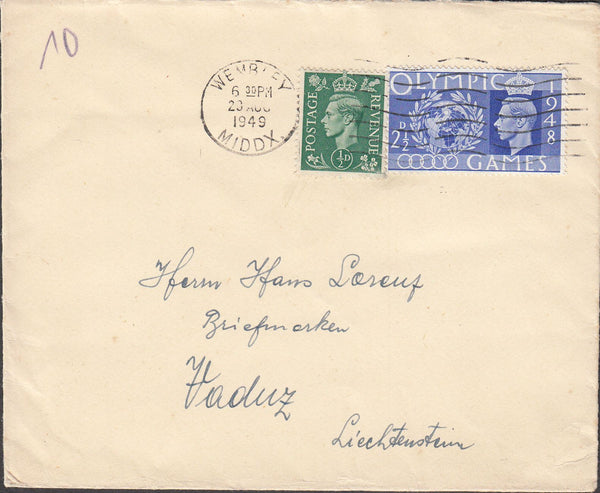 10
WEMBLEY
6 30 PM
23 AUG
1949
MIDDX.
POSTAGE REVENUE
½D
OLYMPIC 1948
2½D
GAMES
Herrn Hans Lorenz
Briefmarken
Vaduz
Liechtenstein